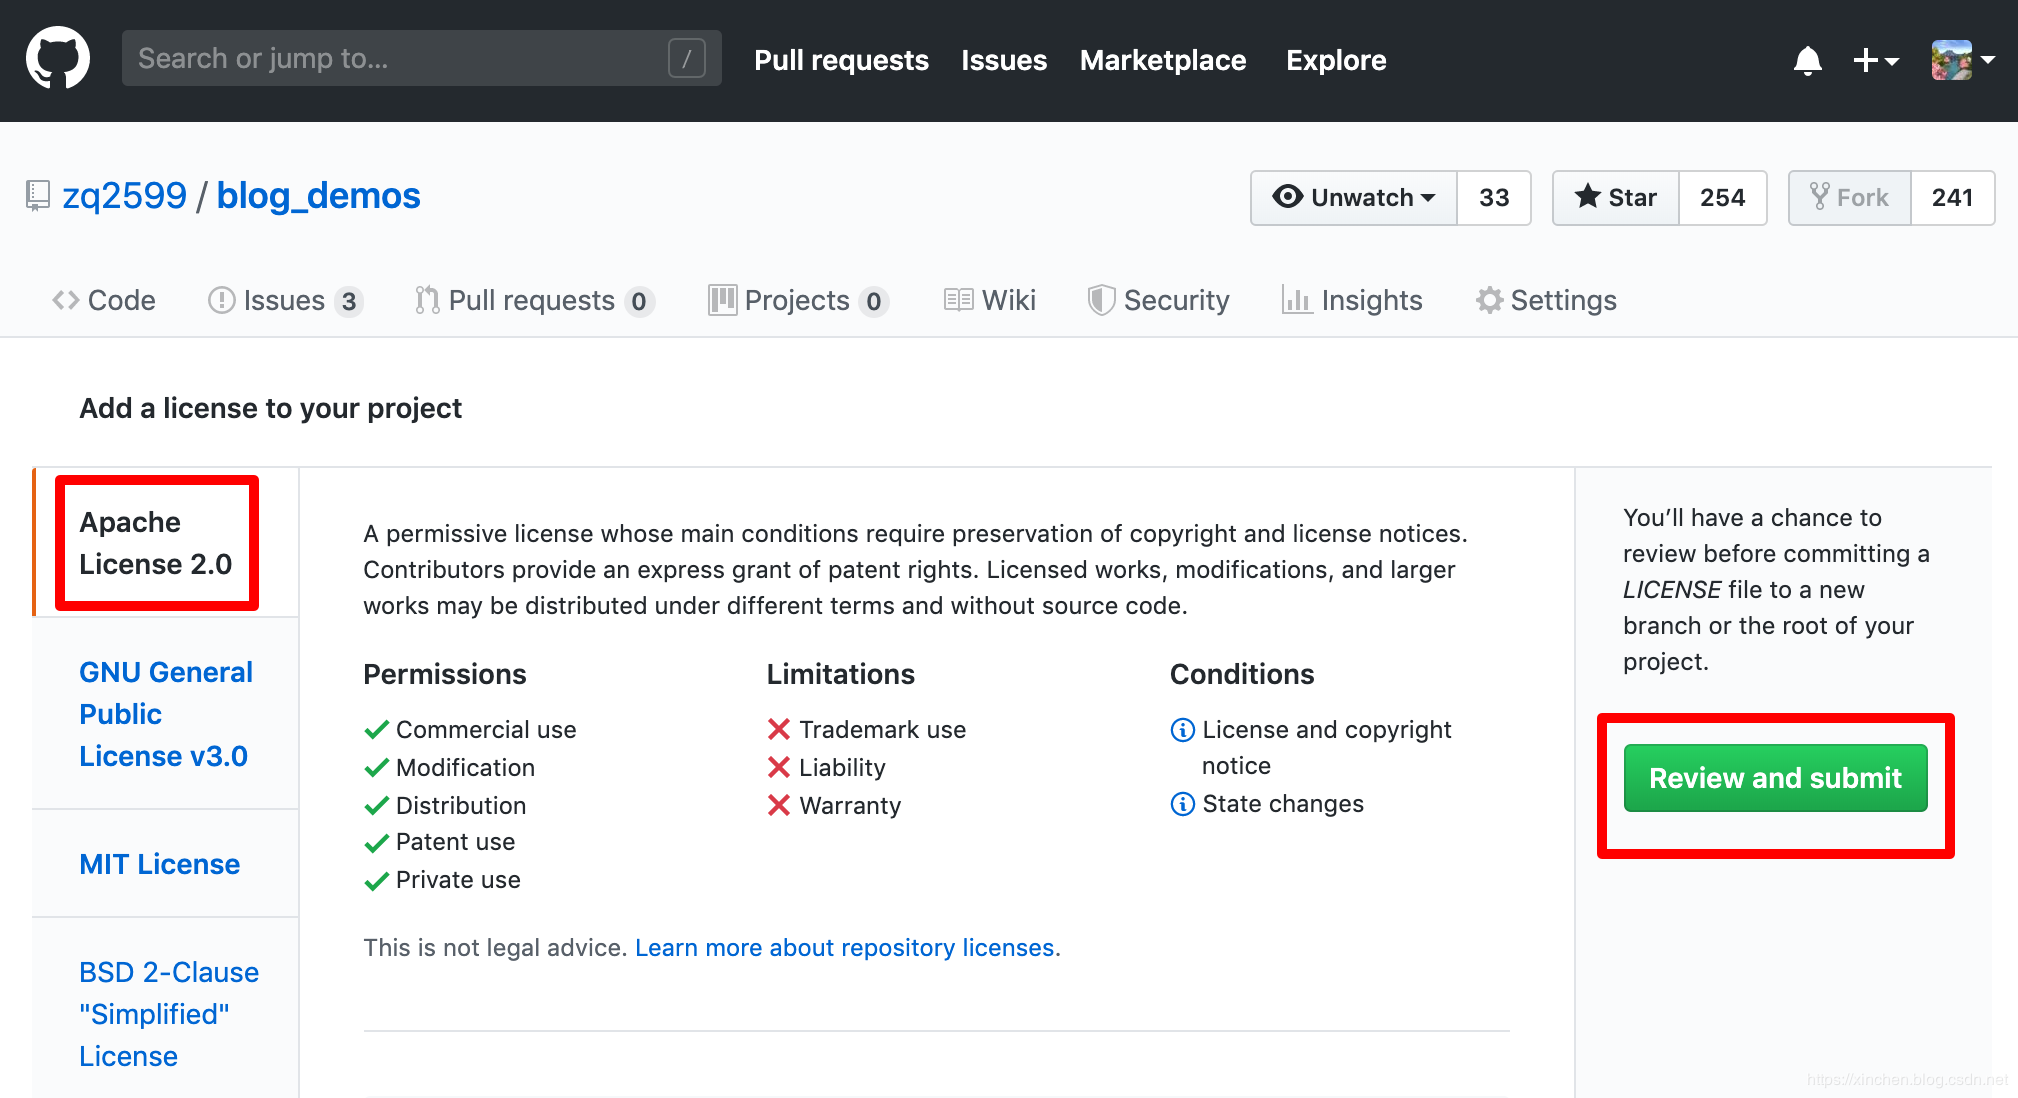 Search or jump to... /
Pull requests Issues Marketplace Explore
zq2599 / blog_demos
Unwatch 33 Star 254 Fork 241
Code Issues 3 Pull requests 0 Projects 0 Wiki Security Insights Settings
Add a license to your project
Apache
License 2.0
GNU General
Public
License v3.0
MIT License
BSD 2-Clause
"Simplified"
License
A permissive license whose main conditions require preservation of copyright and license notices.
Contributors provide an express grant of patent rights. Licensed works, modifications, and larger
works may be distributed under different terms and without source code.
Permissions
Commercial use
Modification
Distribution
Patent use
Private use
Limitations
Trademark use
Liability
Warranty
Conditions
License and copyright
notice
State changes
This is not legal advice. Learn more about repository licenses.
You’ll have a chance to
review before committing a
LICENSE file to a new
branch or the root of your
project.
Review and submit
https://xinchen.blog.csdn.net